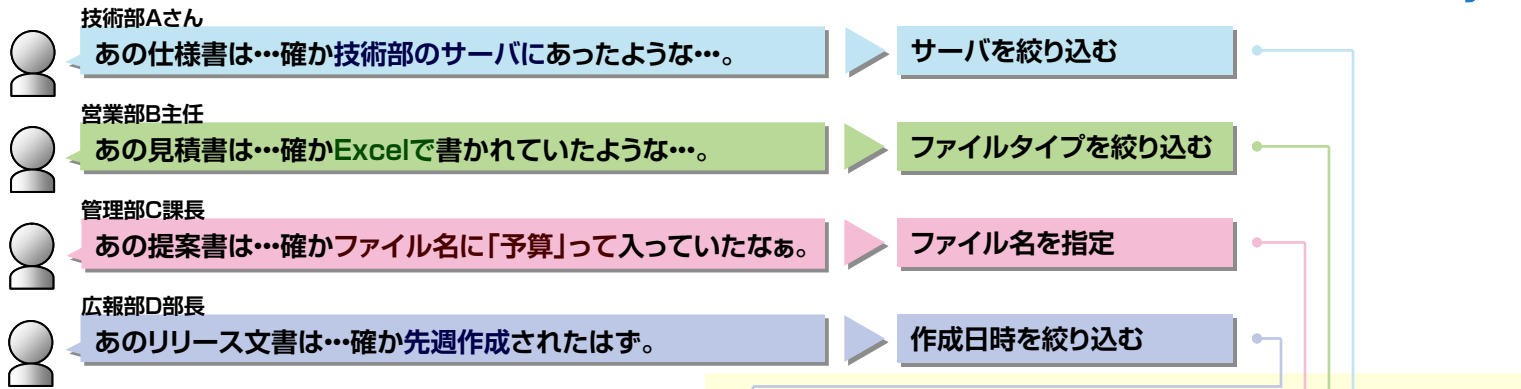 技術部Aさん
あの仕様書は…確か技術部のサーバにあったような…。
サーバを絞り込む
営業部B主任
あの見積書は…確かExcelで書かれていたような…。
ファイルタイプを絞り込む
管理部C課長
あの提案書は…確かファイル名に「予算」って入っていたなぁ。
ファイル名を指定
広報部D部長
あのリリース文書は…確か先週作成されたはず。
作成日時を絞り込む